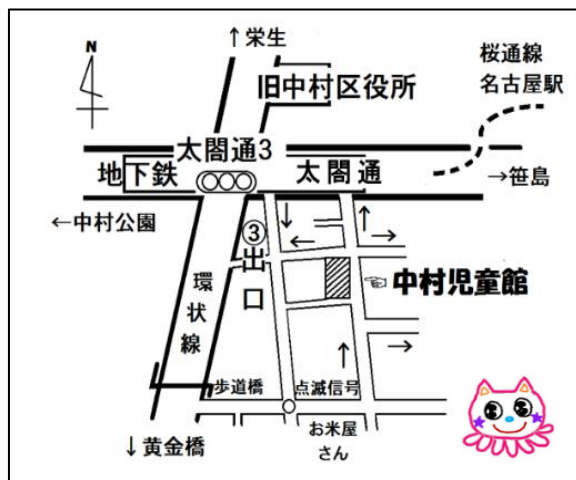 N
↑栄生
桜通線
名古屋駅
旧中村区役所
太閤通3
地下鉄
太閤通
→笹島
←中村公園
③出口
環状線
☜中村児童館
歩道橋
点滅信号
お米屋
さん
↓黄金橋